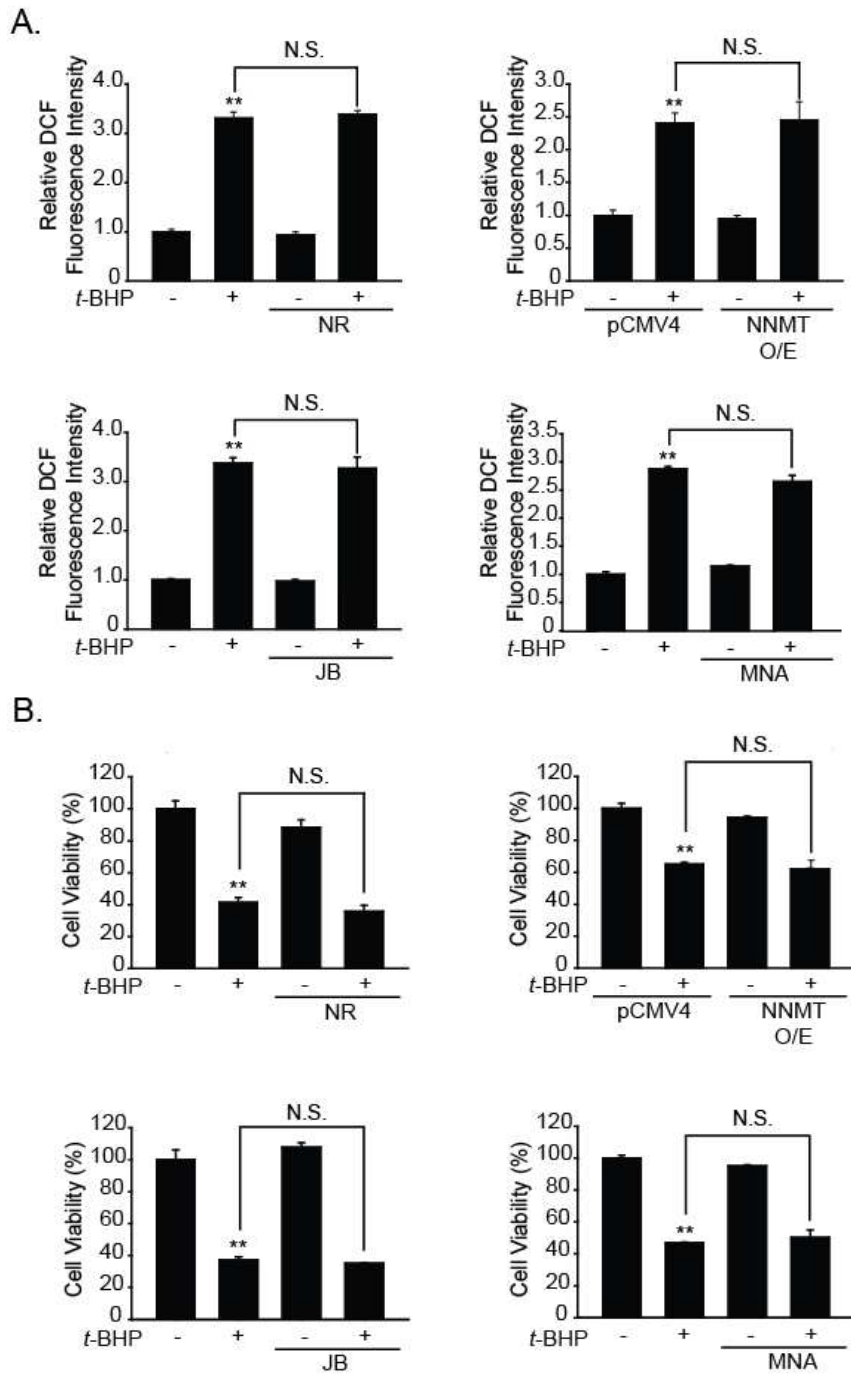 A.
N.S.
Relative DCF
Fluorescence Intensity
4.0
3.0
2.0
1.0
0
**
t-BHP - + - +
NR
N.S.
Relative DCF
Fluorescence Intensity
3.0
2.5
2.0
1.5
1.0
0.5
0
**
t-BHP - + - +
pCMV4 NNMT
O/E
N.S.
Relative DCF
Fluorescence Intensity
4.0
3.0
2.0
1.0
0
**
t-BHP - + - +
JB
N.S.
Relative DCF
Fluorescence Intensity
3.5
3.0
2.5
2.0
1.5
1.0
0.5
0
**
t-BHP - + - +
MNA
B.
N.S.
Cell Viability (%)
120
100
80
60
40
20
0
**
t-BHP - + - +
NR
N.S.
Cell Viability (%)
120
100
80
60
40
20
0
**
t-BHP - + - +
pCMV4 NNMT
O/E
N.S.
Cell Viability (%)
120
100
80
60
40
20
0
**
t-BHP - + - +
JB
N.S.
Cell Viability (%)
120
100
80
60
40
20
0
**
t-BHP - + - +
MNA